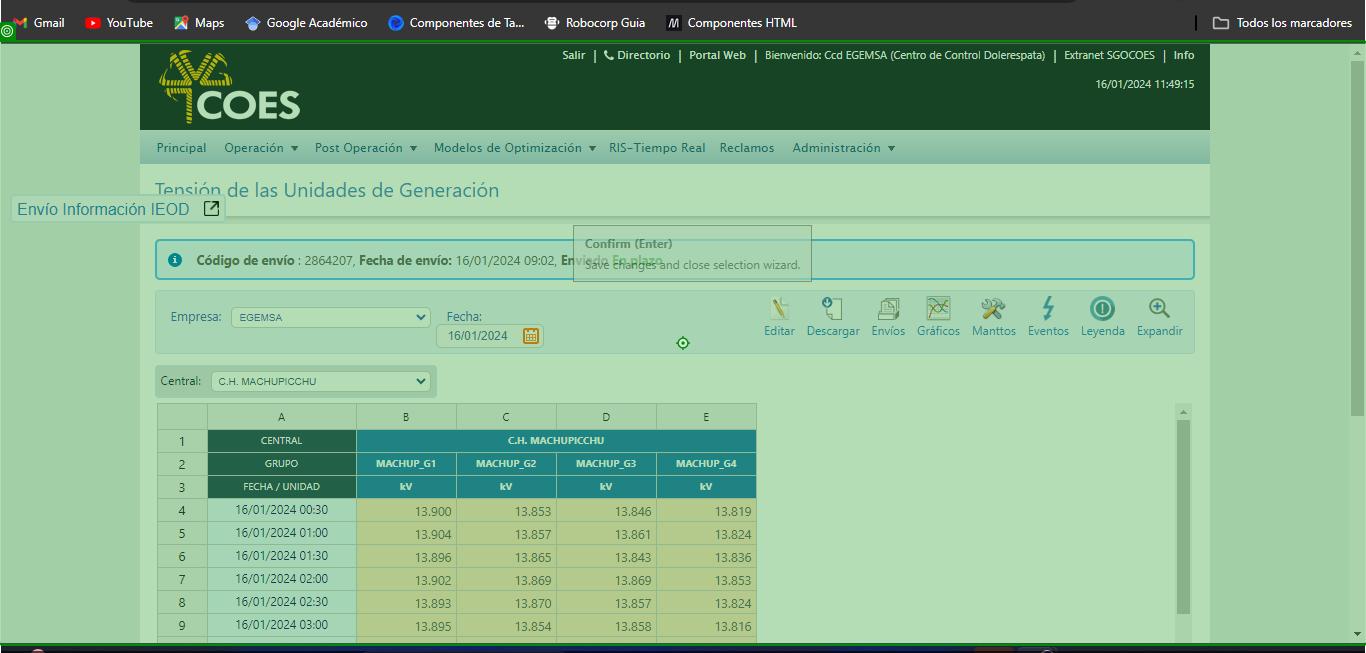 Gmail YouTube Maps Google Académico Componentes de Ta... Robocorp Guia Componentes HTML Todos los marcadores
Salir | Directorio | Portal Web | Bienvenido: Ccd EGEMSA (Centro de Control Dolorespata) | Extranet SGOCOES | Info
16/01/2024 11:49:15
COES
Principal Operación Post Operación Modelos de Optimización RIS-Tiempo Real Reclamos Administración
Tensión de las Unidades de Generación
Envío Información IEOD
Código de envío : 2864207, Fecha de envío: 16/01/2024 09:02, Enviado En plazo
Confirm (Enter)
Save changes and close selection wizard.
Empresa: EGEMSA
Fecha:
16/01/2024
Editar Descargar Envíos Gráficos Manttos Eventos Leyenda Expandir
Central: C.H. MACHUPICCHU
A B C D E
1 CENTRAL C.H. MACHUPICCHU
2 GRUPO MACHUP_G1 MACHUP_G2 MACHUP_G3 MACHUP_G4
3 FECHA / UNIDAD kV kV kV kV
4 16/01/2024 00:30 13.900 13.853 13.846 13.819
5 16/01/2024 01:00 13.904 13.857 13.861 13.824
6 16/01/2024 01:30 13.896 13.865 13.843 13.836
7 16/01/2024 02:00 13.902 13.869 13.869 13.853
8 16/01/2024 02:30 13.893 13.870 13.857 13.824
9 16/01/2024 03:00 13.895 13.854 13.858 13.816